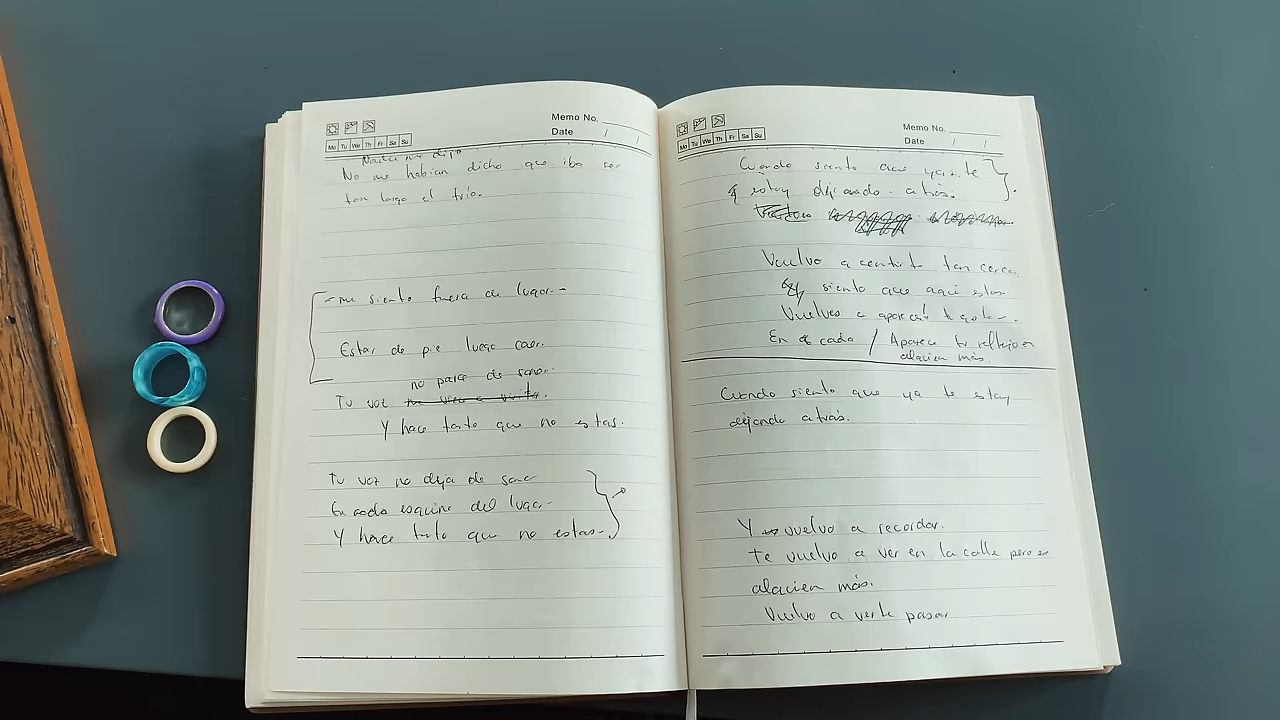 Memo No.
Date / /
Mo Tu We Th Fr Sa Su
Nadie me dijo
No me habían dicho que iba ser
tan largo el frío.
-me siento fuera de lugar-
Estar de pie luego caer.
no para de sonar.
Tu voz
Y hace tanto que no estas.
Tu voz no deja de sonar
En cada esquina del lugar
Y hace tanto que no estas.
Memo No.
Date / /
Mo Tu We Th Fr Sa Su
Cuando siento que ya te
estoy dejando atrás.
Vuelvo a sentirte tan cerca
siento que aquí estas
Vuelves a aparecer
En cada / Aparece tu reflejo en
alguien más.
Cuando siento que ya te estoy
dejando atrás.
Y vuelvo a recordar.
Te vuelvo a ver en la calle pero es
alguien más.
Vuelvo a verte pasar